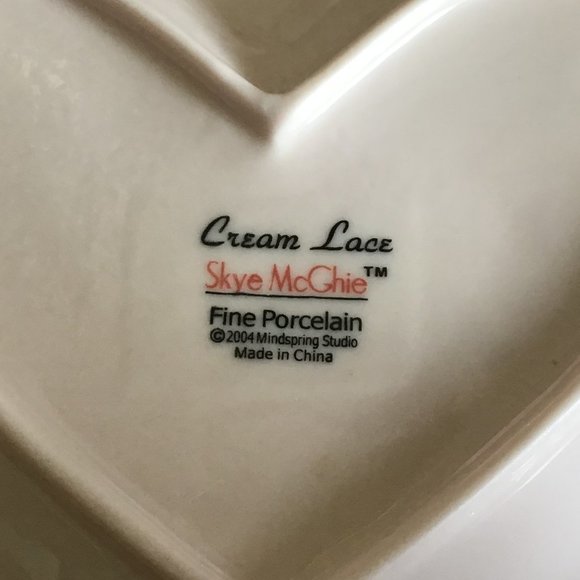 Cream Lace
Skye McGhie™
Fine Porcelain
©2004 Mindspring Studio
Made in China